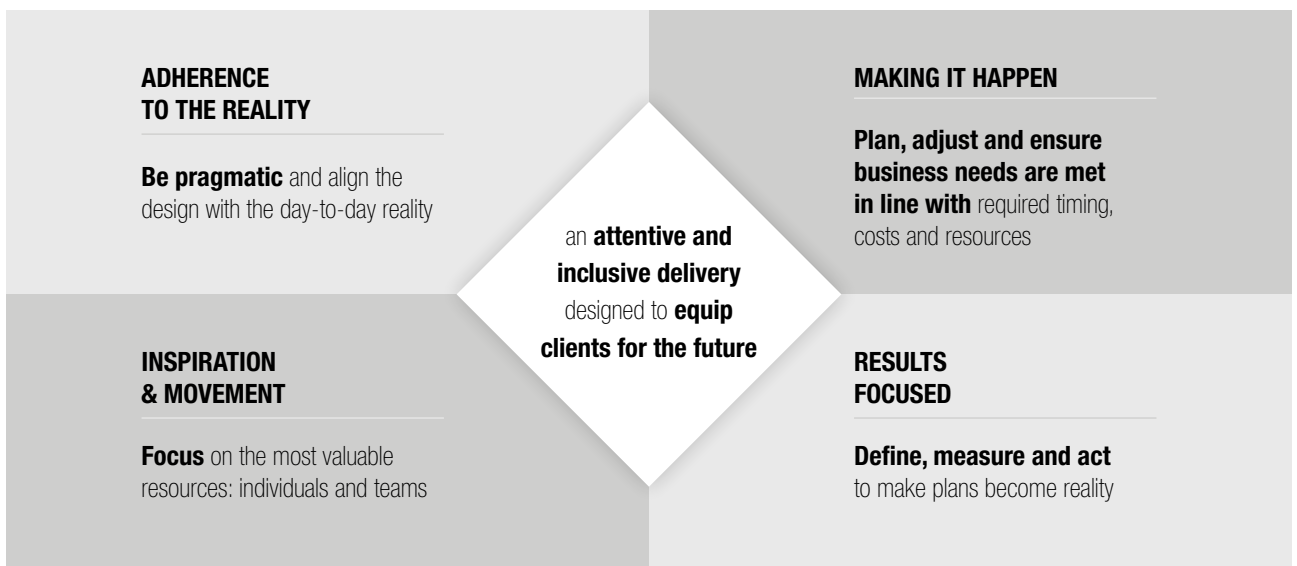 ADHERENCE
TO THE REALITY
Be pragmatic and align the
design with the day-to-day reality
MAKING IT HAPPEN
Plan, adjust and ensure
business needs are met
in line with required timing,
costs and resources
an attentive and
inclusive delivery
designed to equip
clients for the future
INSPIRATION
& MOVEMENT
Focus on the most valuable
resources: individuals and teams
RESULTS
FOCUSED
Define, measure and act
to make plans become reality